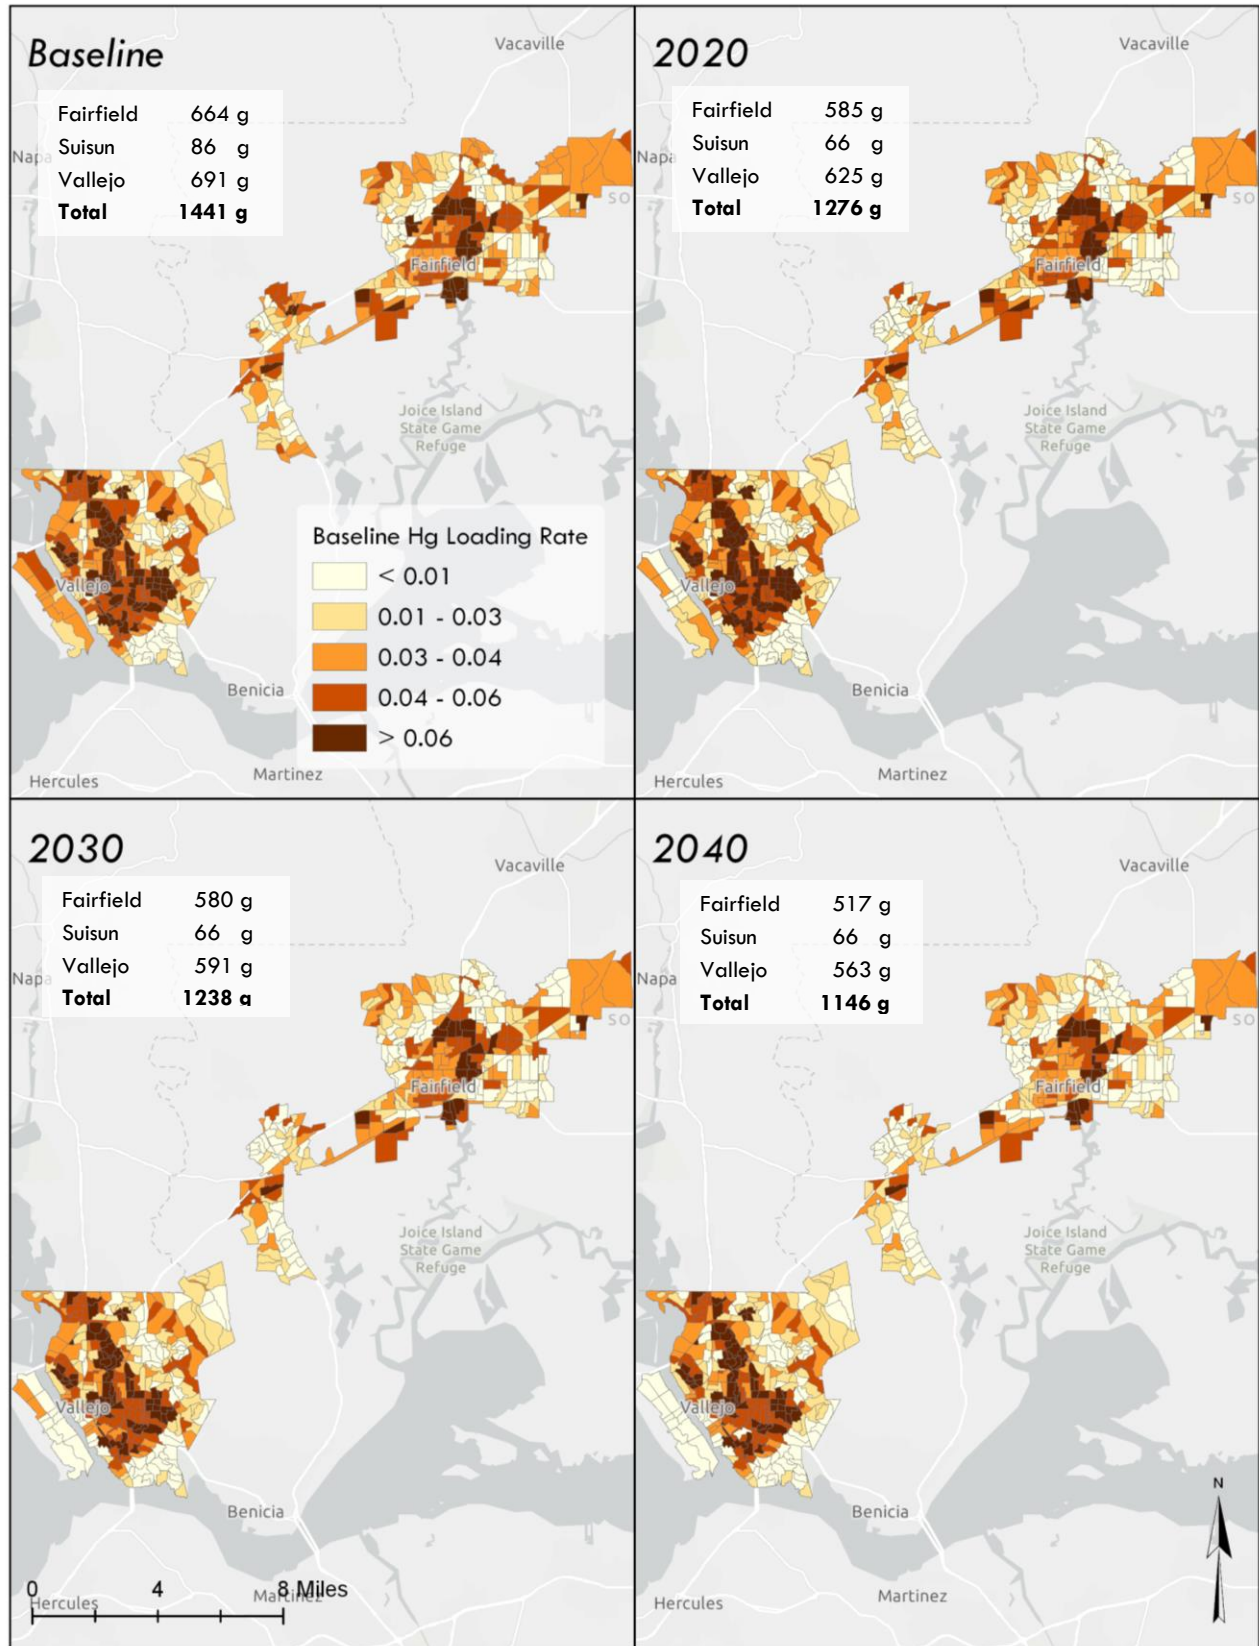 Baseline
Vacaville
Fairfield 664 g
Suisun 86 g
Vallejo 691 g
Total 1441 g
Napa
SO
Fairfield
Joice Island
State Game
Refuge
Vallejo
Baseline Hg Loading Rate
< 0.01
0.01 - 0.03
0.03 - 0.04
0.04 - 0.06
> 0.06
Benicia
Hercules
Martinez
2020
Vacaville
Fairfield 585 g
Suisun 66 g
Vallejo 625 g
Total 1276 g
Napa
SO
Fairfield
Joice Island
State Game
Refuge
Vallejo
Benicia
Hercules
Martinez
2030
Vacaville
Fairfield 580 g
Suisun 66 g
Vallejo 591 g
Total 1238 g
Napa
SO
Fairfield
Joice Island
State Game
Refuge
Vallejo
Benicia
0 4 8 Miles
Hercules
Martinez
2040
Vacaville
Fairfield 517 g
Suisun 66 g
Vallejo 563 g
Total 1146 g
Napa
SO
Fairfield
Joice Island
State Game
Refuge
Vallejo
Benicia
N
Hercules
Martinez